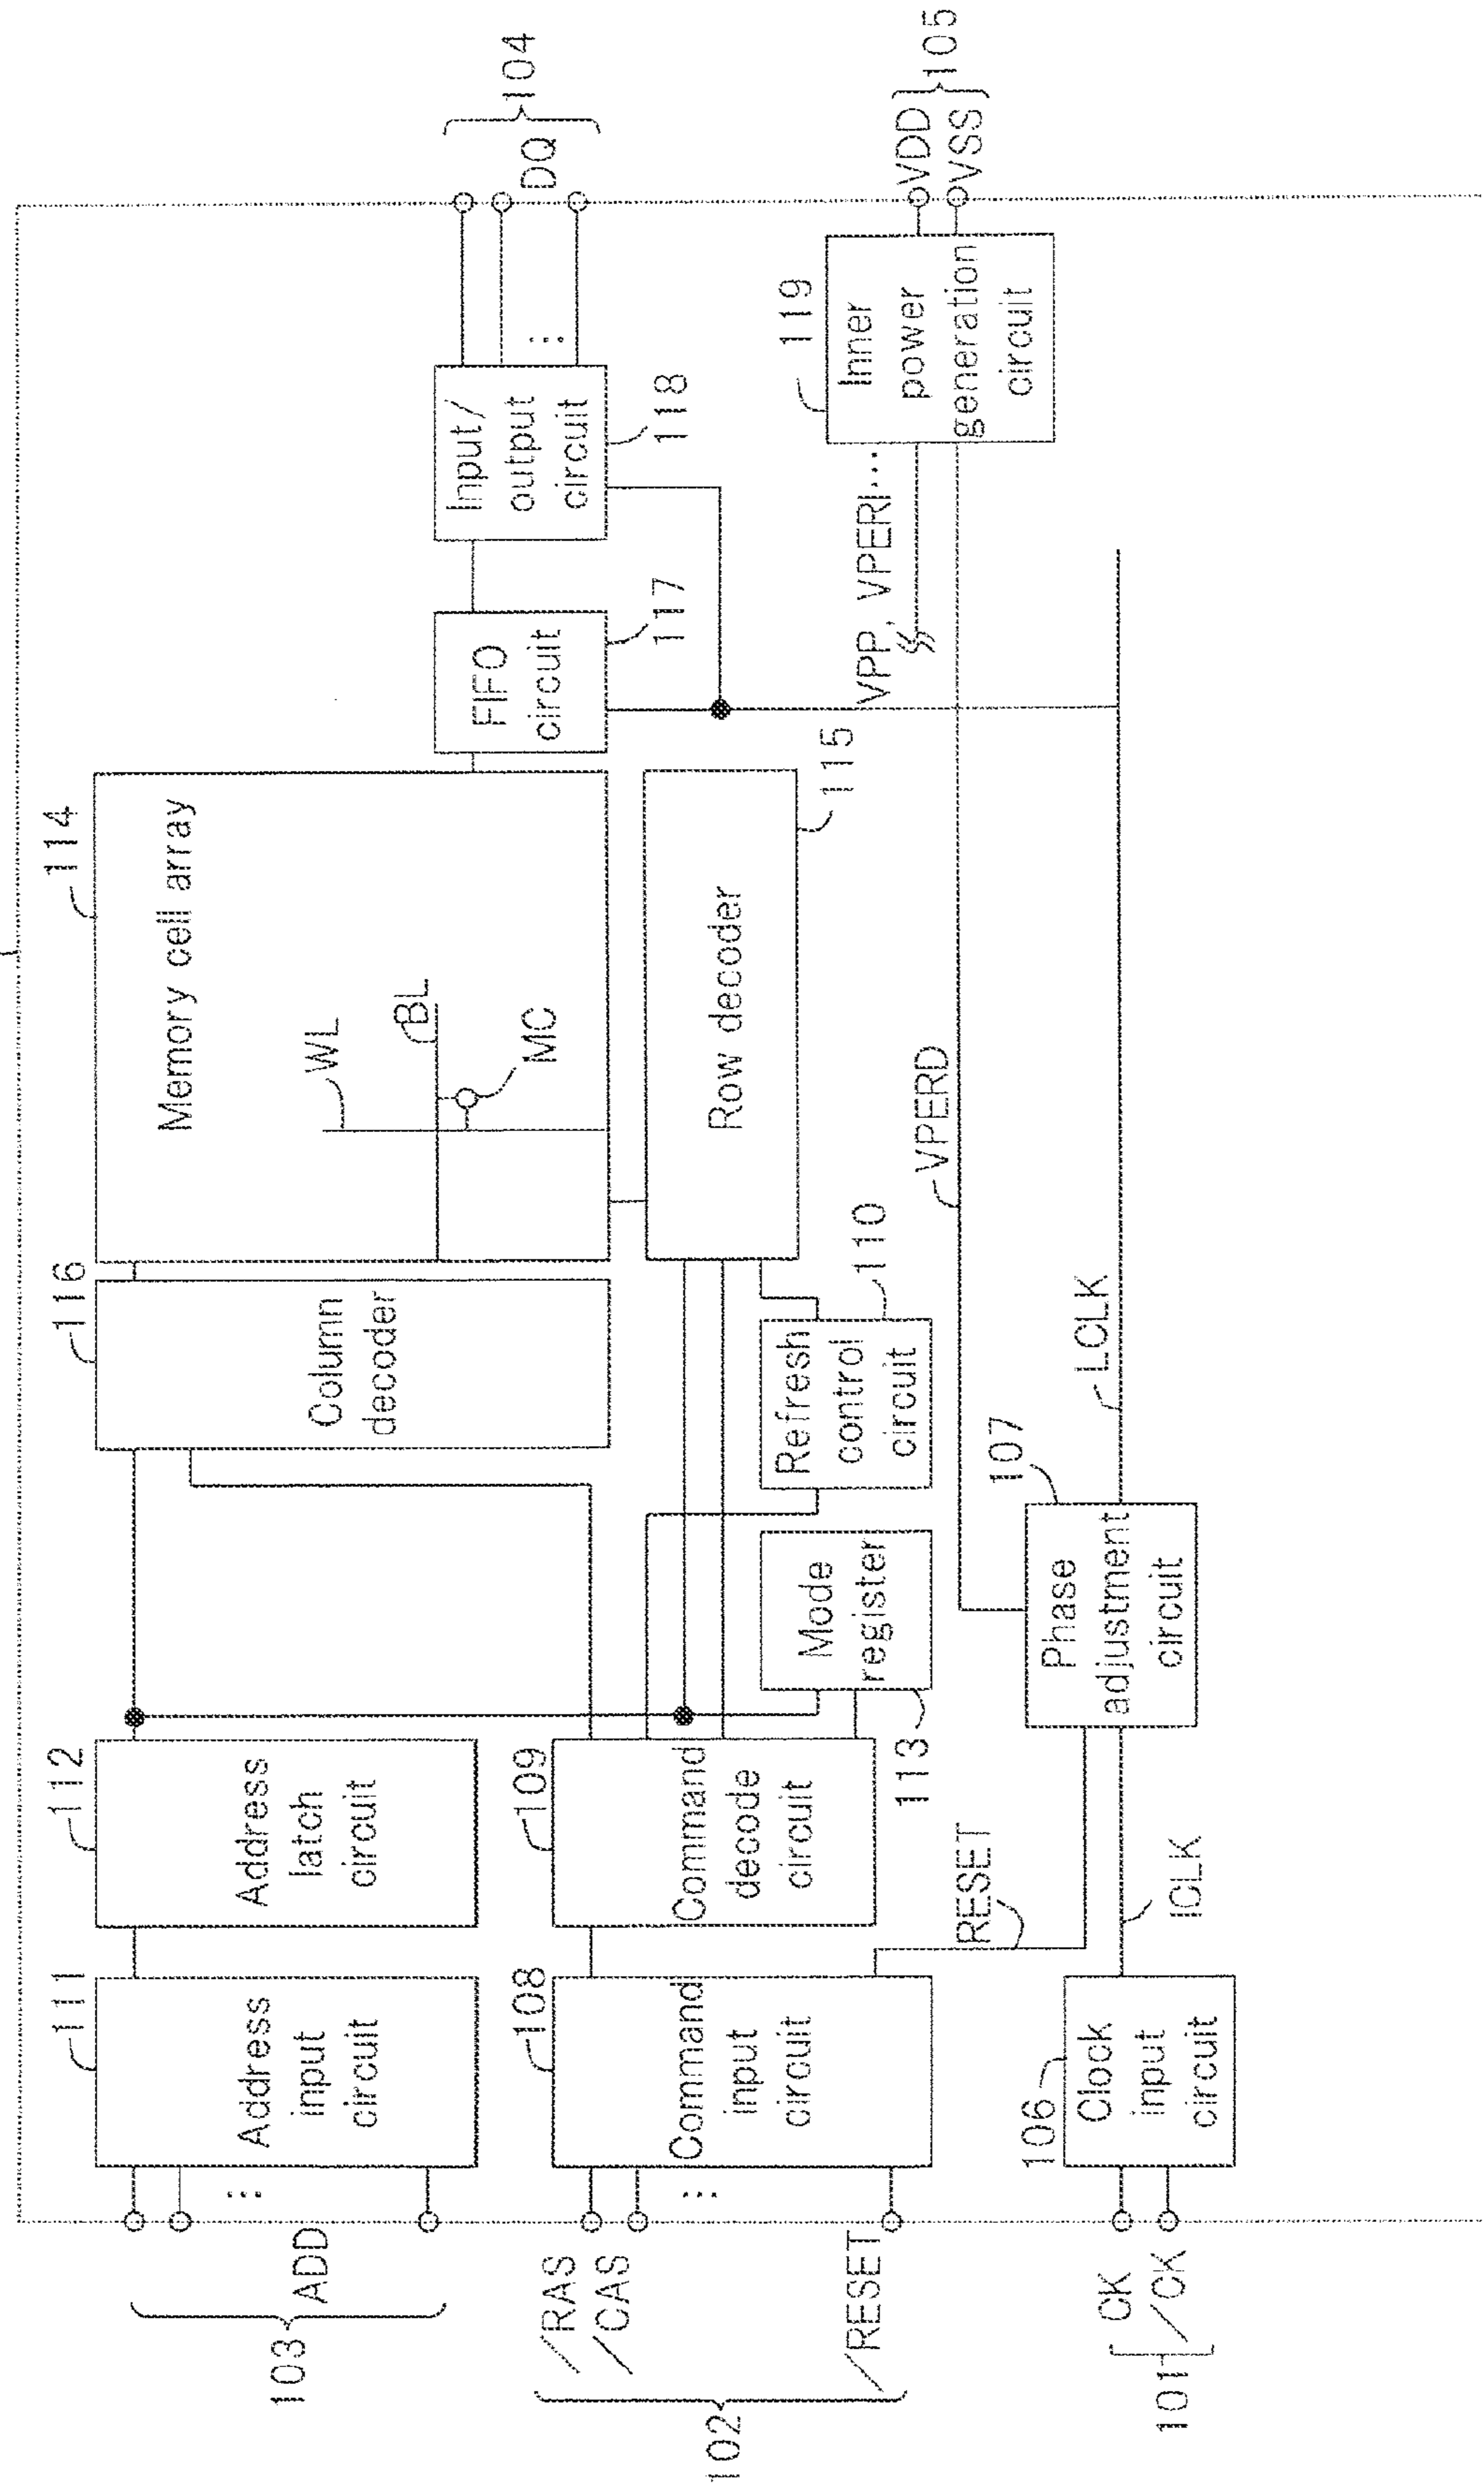 103
ADD
111
Address
input
circuit
112
Address
latch
circuit
116
Column
decoder
114
Memory cell array
WL
BL
MC
104
DQ
Input/
output
circuit
118
FIFO
circuit
117
102
/RAS
/CAS
/RESET
108
Command
input
circuit
109
Command
decode
circuit
113
Mode
register
Refresh
control
circuit
110
Row decoder
115
RESET
101
CK
/CK
106
Clock
input
circuit
ICLK
107
Phase
adjustment
circuit
LCLK
VPERD
VPP, VPERI...
119
Inner
power
generation
circuit
VDD
VSS
105